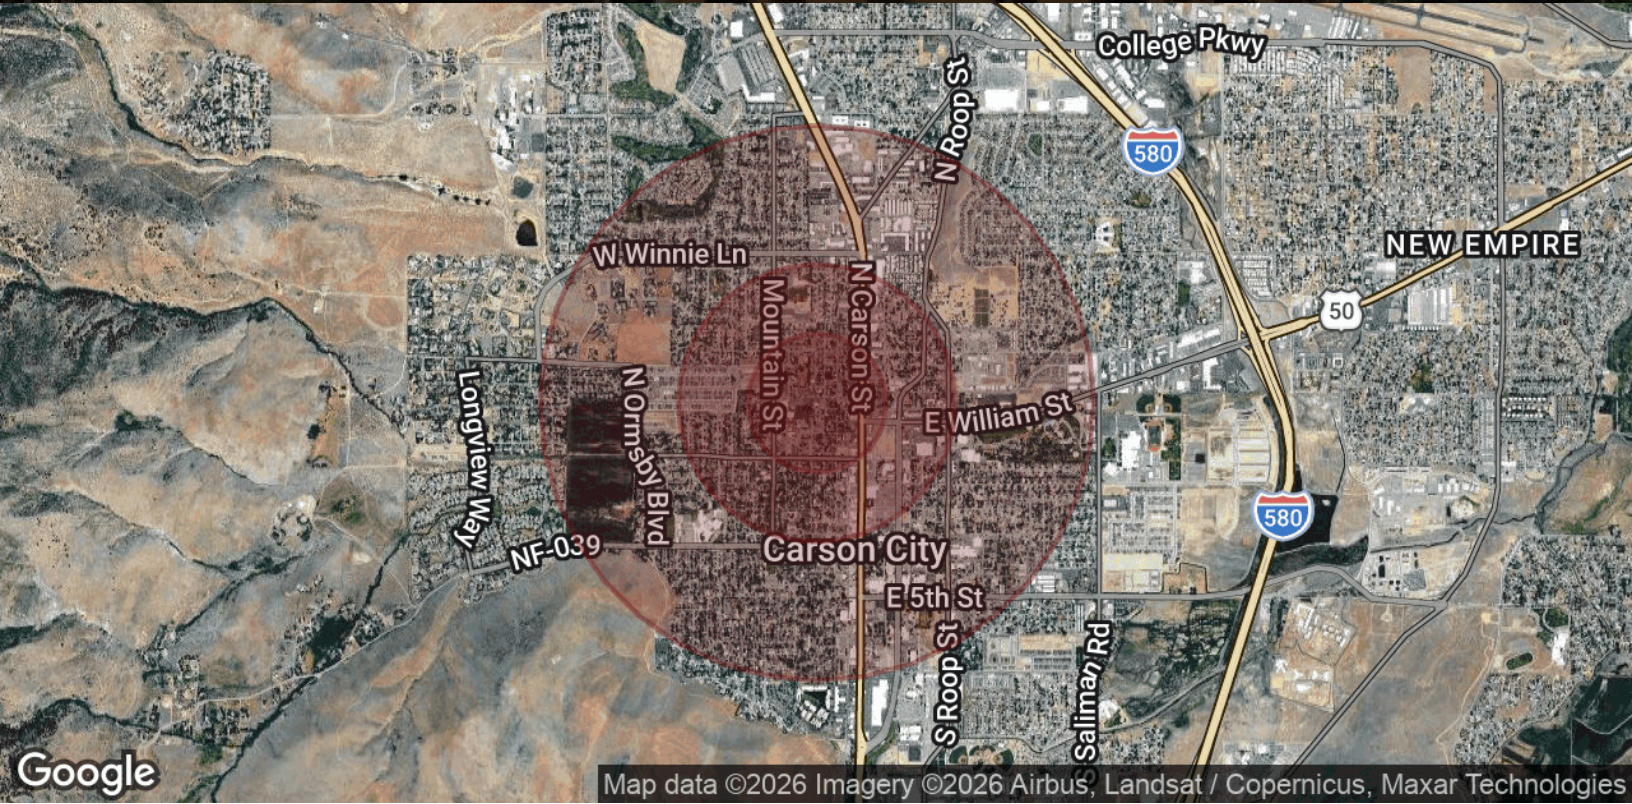 College Pkwy
N Roop St
580
W Winnie Ln
NEW EMPIRE
50
Mountain St
N Carson St
Longview Way
N Ormsby Blvd
E William St
580
NF-039
Carson City
E 5th St
S Roop St
S Saliman Rd
Google
Map data ©2026 Imagery ©2026 Airbus, Landsat / Copernicus, Maxar Technologies